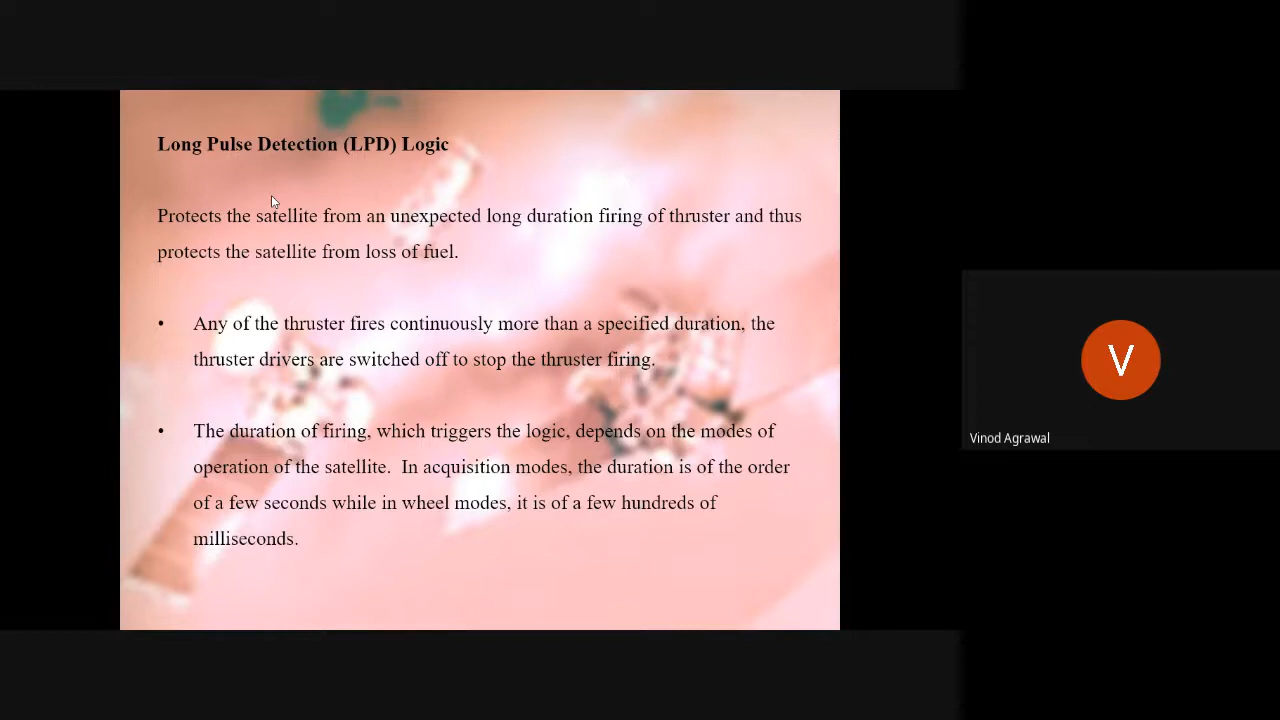 Long Pulse Detection (LPD) Logic
Protects the satellite from an unexpected long duration firing of thruster and thus
protects the satellite from loss of fuel.
• Any of the thruster fires continuously more than a specified duration, the
thruster drivers are switched off to stop the thruster firing.
• The duration of firing, which triggers the logic, depends on the modes of
operation of the satellite.  In acquisition modes, the duration is of the order
of a few seconds while in wheel modes, it is of a few hundreds of
milliseconds.
V
Vinod Agrawal